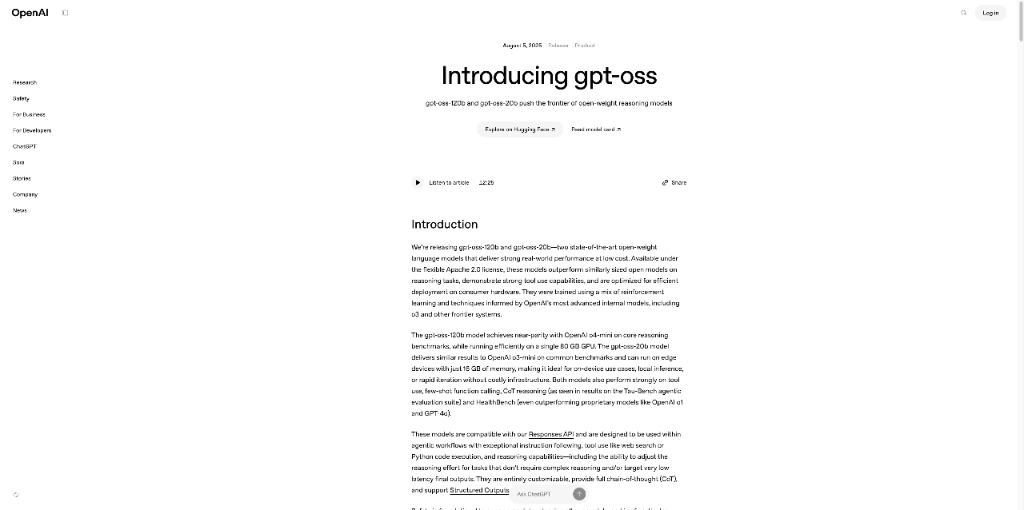 OpenAI
Log in
August 5, 2025 Release Product
Introducing gpt-oss
gpt-oss-120b and gpt-oss-20b push the frontier of open-weight reasoning models
Explore on Hugging Face ↗ Read model card ↗
Research
Safety
For Business
For Developers
ChatGPT
Sora
Stories
Company
News
Listen to article 12:25 Share
Introduction
We're releasing gpt-oss-120b and gpt-oss-20b—two state-of-the-art open-weight
language models that deliver strong real-world performance at low cost. Available under
the flexible Apache 2.0 license, these models outperform similarly sized open models on
reasoning tasks, demonstrate strong tool use capabilities, and are optimized for efficient
deployment on consumer hardware. They were trained using a mix of reinforcement
learning and techniques informed by OpenAI's most advanced internal models, including
o3 and other frontier systems.
The gpt-oss-120b model achieves near-parity with OpenAI o4-mini on core reasoning
benchmarks, while running efficiently on a single 80 GB GPU. The gpt-oss-20b model
delivers similar results to OpenAI o3-mini on common benchmarks and can run on edge
devices with just 16 GB of memory, making it ideal for on-device use cases, local inference,
or rapid iteration without costly infrastructure. Both models also perform strongly on tool
use, few-shot function calling, CoT reasoning (as seen in results on the Tau-Bench agentic
evaluation suite) and HealthBench (even outperforming proprietary models like OpenAI o1
and GPT-4o).
These models are compatible with our Responses API and are designed to be used within
agentic workflows with exceptional instruction following, tool use like web search or
Python code execution, and reasoning capabilities—including the ability to adjust the
reasoning effort for tasks that don't require complex reasoning and/or target very low
latency final outputs. They are entirely customizable, provide full chain-of-thought (CoT),
and support Structured Outputs
Ask ChatGPT